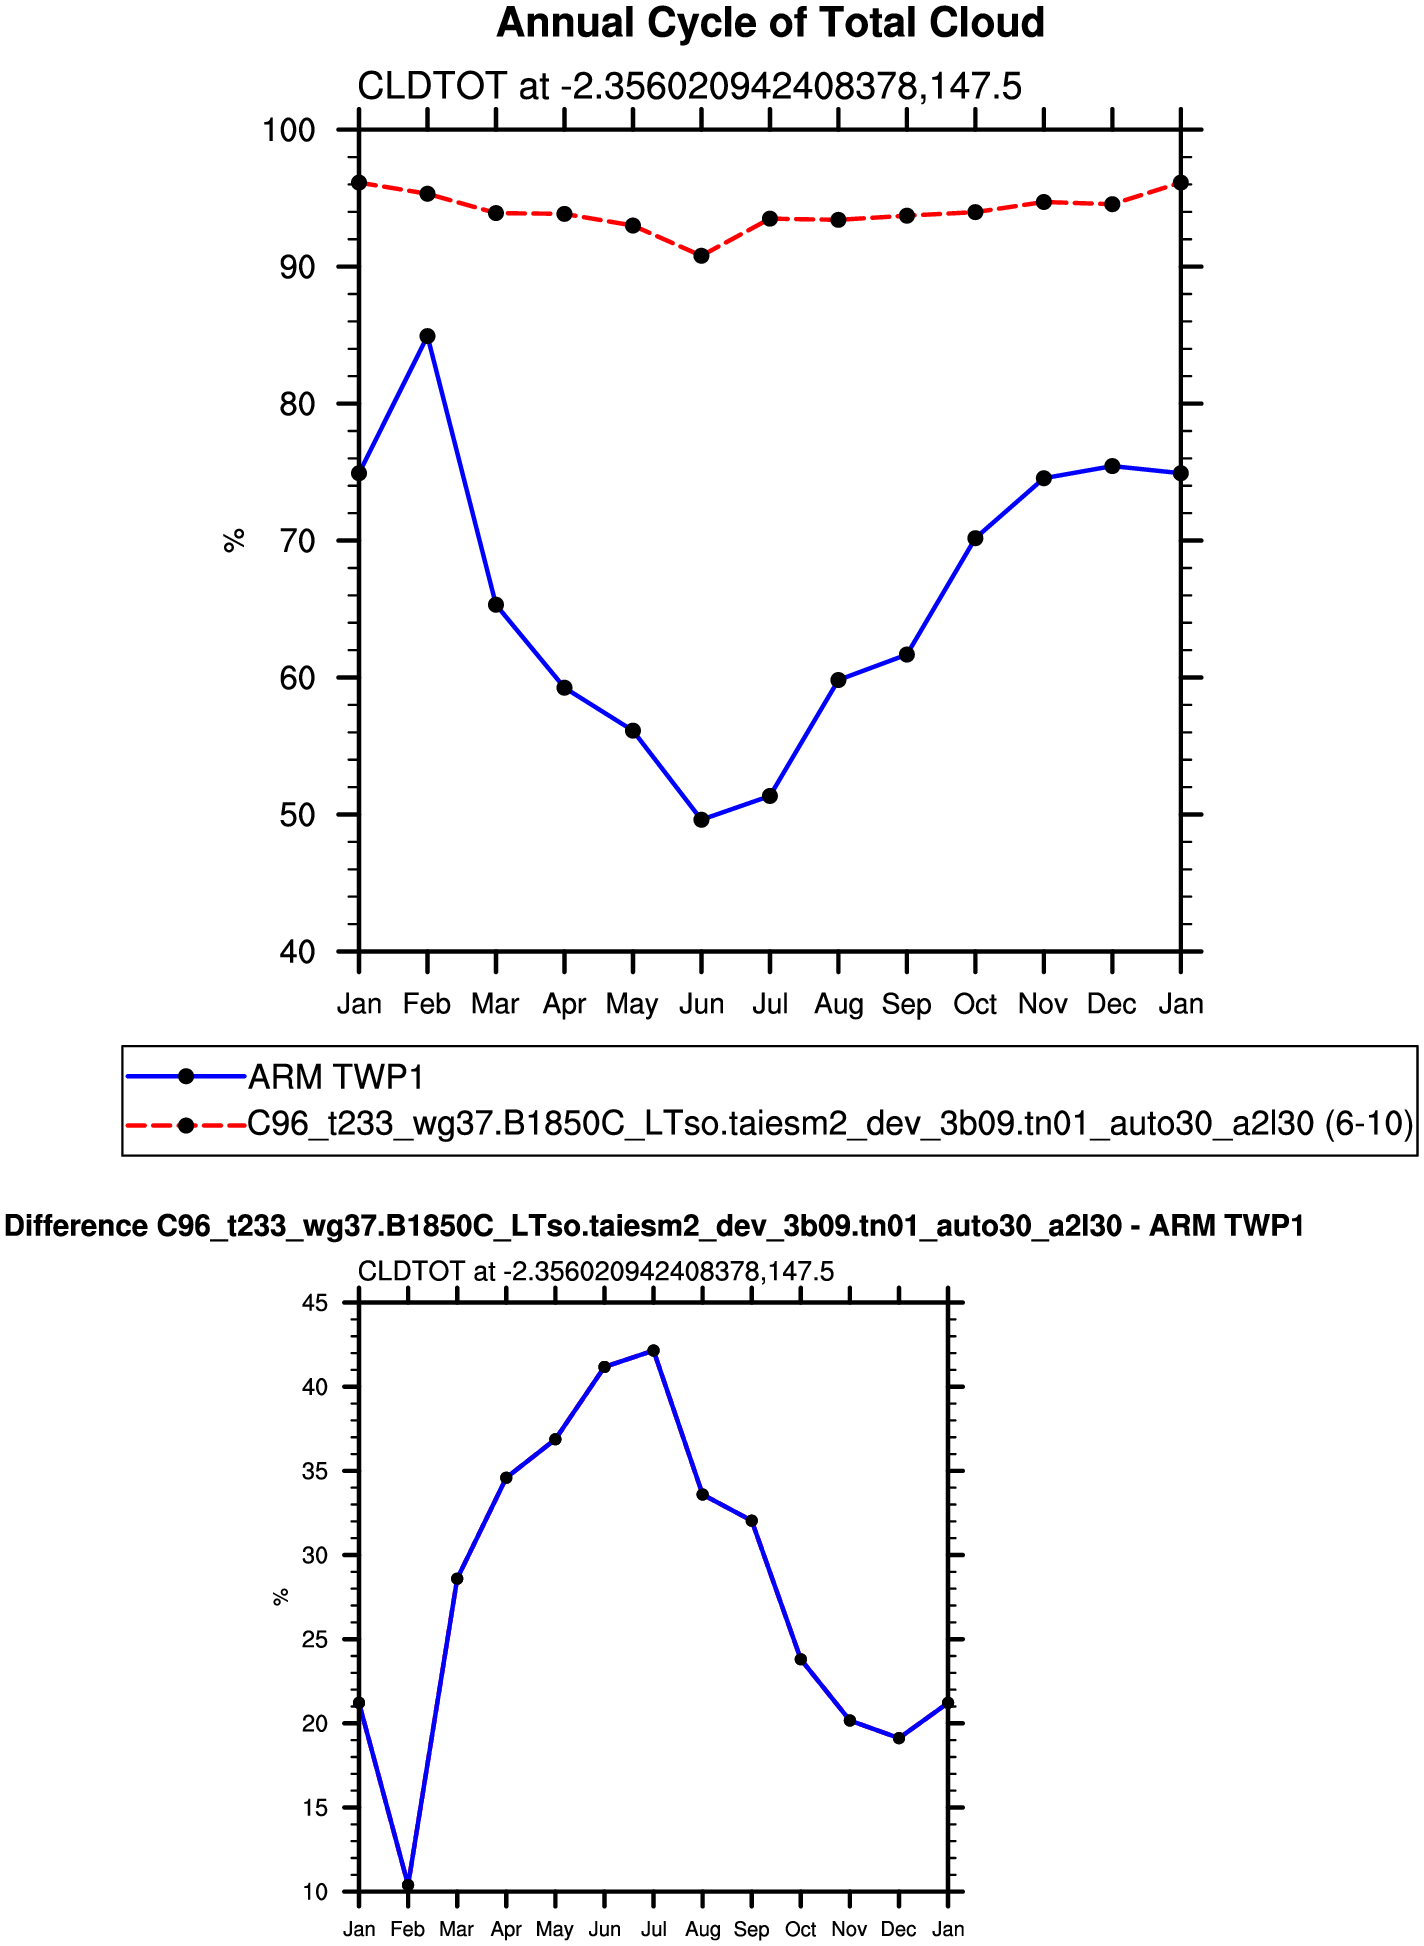 Annual Cycle of Total Cloud
CLDTOT at -2.356020942408378,147.5
100
90
80
70
60
50
40
%
Jan Feb Mar Apr May Jun Jul Aug Sep Oct Nov Dec Jan
ARM TWP1
C96_t233_wg37.B1850C_LTso.taiesm2_dev_3b09.tn01_auto30_a2l30 (6-10)
Difference C96_t233_wg37.B1850C_LTso.taiesm2_dev_3b09.tn01_auto30_a2l30 - ARM TWP1
CLDTOT at -2.356020942408378,147.5
45
40
35
30
25
20
15
10
%
Jan Feb Mar Apr May Jun Jul Aug Sep Oct Nov Dec Jan